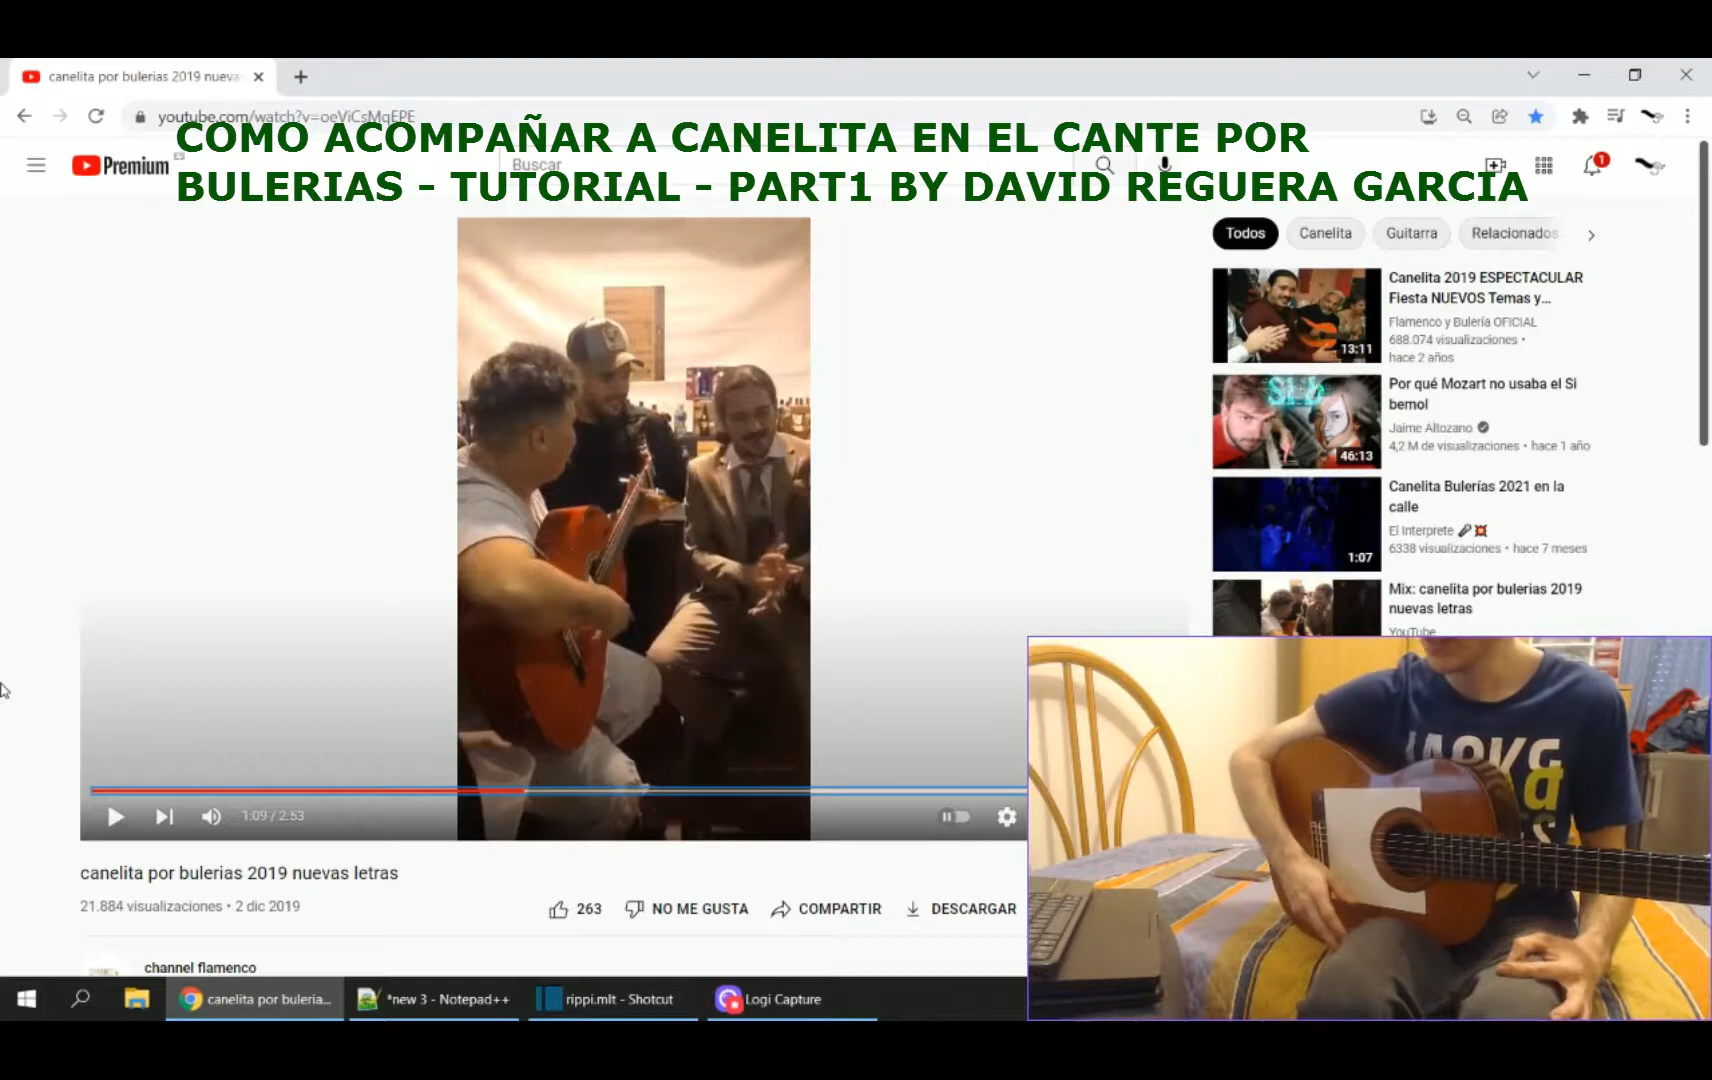 canelita por bulerias 2019 nueva
youtube.com/watch?v=oeViCsMqEPE
COMO ACOMPAÑAR A CANELITA EN EL CANTE POR
BULERIAS - TUTORIAL - PART1 BY DAVID REGUERA GARCIA
Premium ES
Buscar
1
Todos
Canelita
Guitarra
Relacionados
Canelita 2019 ESPECTACULAR
Fiesta NUEVOS Temas y...
Flamenco y Bulería OFICIAL
688.074 visualizaciones •
hace 2 años
13:11
Por qué Mozart no usaba el Si
bemol
Jaime Altozano
4,2 M de visualizaciones • hace 1 año
46:13
Canelita Bulerías 2021 en la
calle
El Interprete
6338 visualizaciones • hace 7 meses
1:07
Mix: canelita por bulerias 2019
nuevas letras
YouTube
1:09 / 2:53
canelita por bulerias 2019 nuevas letras
21.884 visualizaciones • 2 dic 2019
263
NO ME GUSTA
COMPARTIR
DESCARGAR
channel flamenco
canelita por buleria...
*new 3 - Notepad++
rippi.mlt - Shotcut
Logi Capture